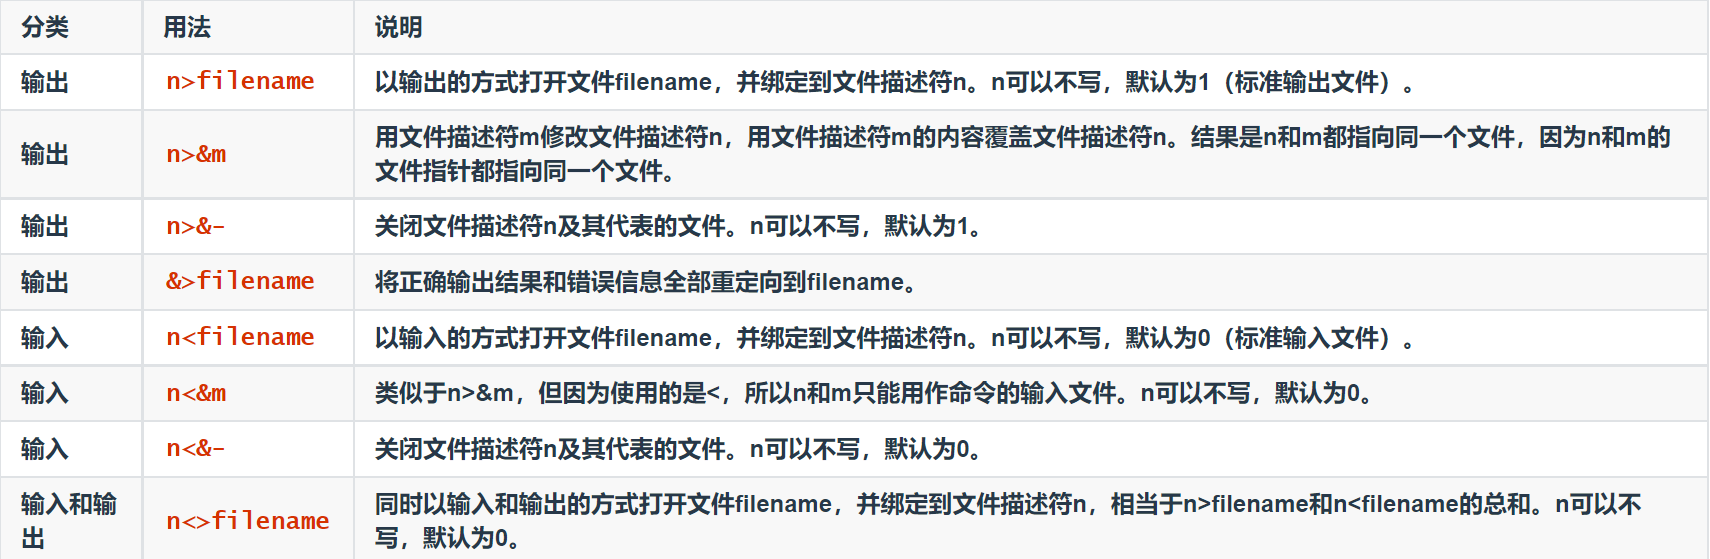 分类 用法 说明
输出 n>filename 以输出的方式打开文件filename，并绑定到文件描述符n。n可以不写，默认为1（标准输出文件）。
输出 n>&m 用文件描述符m修改文件描述符n，用文件描述符m的内容覆盖文件描述符n。结果是n和m都指向同一个文件，因为n和m的
文件指针都指向同一个文件。
输出 n>&- 关闭文件描述符n及其代表的文件。n可以不写，默认为1。
输出 &>filename 将正确输出结果和错误信息全部重定向到filename。
输入 n<filename 以输入的方式打开文件filename，并绑定到文件描述符n。n可以不写，默认为0（标准输入文件）。
输入 n<&m 类似于n>&m，但因为使用的是<，所以n和m只能用作命令的输入文件。n可以不写，默认为0。
输入 n<&- 关闭文件描述符n及其代表的文件。n可以不写，默认为0。
输入和输
出 n<>filename 同时以输入和输出的方式打开文件filename，并绑定到文件描述符n，相当于n>filename和n<filename的总和。n可以不
写，默认为0。